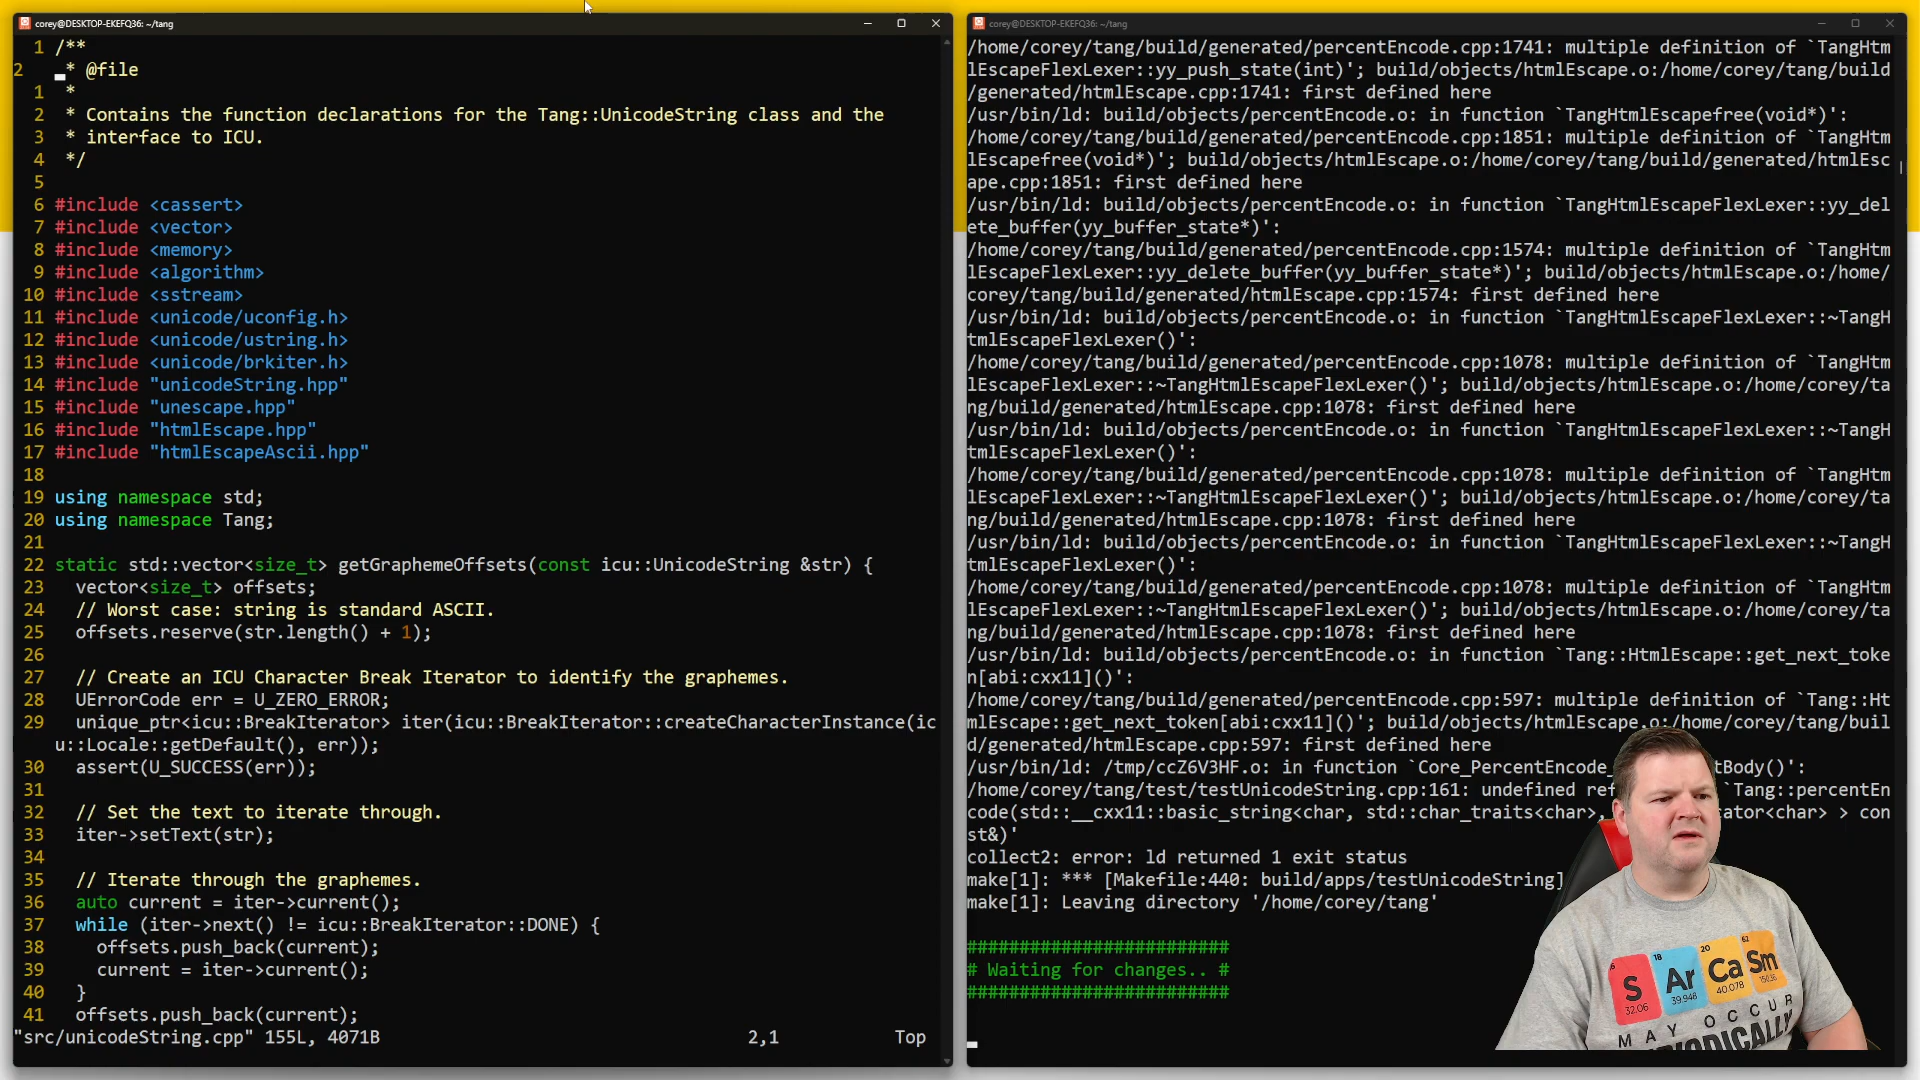 corey@DESKTOP-EKEFQ36: ~/tang
1 /**
2 * @file
1 *
2 * Contains the function declarations for the Tang::UnicodeString class and the
3 * interface to ICU.
4 */
5
6 #include <cassert>
7 #include <vector>
8 #include <memory>
9 #include <algorithm>
10 #include <sstream>
11 #include <unicode/uconfig.h>
12 #include <unicode/ustring.h>
13 #include <unicode/brkiter.h>
14 #include "unicodeString.hpp"
15 #include "unescape.hpp"
16 #include "htmlEscape.hpp"
17 #include "htmlEscapeAscii.hpp"
18
19 using namespace std;
20 using namespace Tang;
21
22 static std::vector<size_t> getGraphemeOffsets(const icu::UnicodeString &str) {
23 vector<size_t> offsets;
24 // Worst case: string is standard ASCII.
25 offsets.reserve(str.length() + 1);
26
27 // Create an ICU Character Break Iterator to identify the graphemes.
28 UErrorCode err = U_ZERO_ERROR;
29 unique_ptr<icu::BreakIterator> iter(icu::BreakIterator::createCharacterInstance(ic
u::Locale::getDefault(), err));
30 assert(U_SUCCESS(err));
31
32 // Set the text to iterate through.
33 iter->setText(str);
34
35 // Iterate through the graphemes.
36 auto current = iter->current();
37 while (iter->next() != icu::BreakIterator::DONE) {
38 offsets.push_back(current);
39 current = iter->current();
40 }
41 offsets.push_back(current);
"src/unicodeString.cpp" 155L, 4071B 2,1 Top
corey@DESKTOP-EKEFQ36: ~/tang
/home/corey/tang/build/generated/percentEncode.cpp:1741: multiple definition of `TangHtm
lEscapeFlexLexer::yy_push_state(int)'; build/objects/htmlEscape.o:/home/corey/tang/build
/generated/htmlEscape.cpp:1741: first defined here
/usr/bin/ld: build/objects/percentEncode.o: in function `TangHtmlEscapefree(void*)':
/home/corey/tang/build/generated/percentEncode.cpp:1851: multiple definition of `TangHtm
lEscapefree(void*)'; build/objects/htmlEscape.o:/home/corey/tang/build/generated/htmlEsc
ape.cpp:1851: first defined here
/usr/bin/ld: build/objects/percentEncode.o: in function `TangHtmlEscapeFlexLexer::yy_del
ete_buffer(yy_buffer_state*)':
/home/corey/tang/build/generated/percentEncode.cpp:1574: multiple definition of `TangHtm
lEscapeFlexLexer::yy_delete_buffer(yy_buffer_state*)'; build/objects/htmlEscape.o:/home/
corey/tang/build/generated/htmlEscape.cpp:1574: first defined here
/usr/bin/ld: build/objects/percentEncode.o: in function `TangHtmlEscapeFlexLexer::~TangH
tmlEscapeFlexLexer()':
/home/corey/tang/build/generated/percentEncode.cpp:1078: multiple definition of `TangHtm
lEscapeFlexLexer::~TangHtmlEscapeFlexLexer()'; build/objects/htmlEscape.o:/home/corey/ta
ng/build/generated/htmlEscape.cpp:1078: first defined here
/usr/bin/ld: build/objects/percentEncode.o: in function `TangHtmlEscapeFlexLexer::~TangH
tmlEscapeFlexLexer()':
/home/corey/tang/build/generated/percentEncode.cpp:1078: multiple definition of `TangHtm
lEscapeFlexLexer::~TangHtmlEscapeFlexLexer()'; build/objects/htmlEscape.o:/home/corey/ta
ng/build/generated/htmlEscape.cpp:1078: first defined here
/usr/bin/ld: build/objects/percentEncode.o: in function `TangHtmlEscapeFlexLexer::~TangH
tmlEscapeFlexLexer()':
/home/corey/tang/build/generated/percentEncode.cpp:1078: multiple definition of `TangHtm
lEscapeFlexLexer::~TangHtmlEscapeFlexLexer()'; build/objects/htmlEscape.o:/home/corey/ta
ng/build/generated/htmlEscape.cpp:1078: first defined here
/usr/bin/ld: build/objects/percentEncode.o: in function `Tang::HtmlEscape::get_next_toke
n[abi:cxx11]()':
/home/corey/tang/build/generated/percentEncode.cpp:597: multiple definition of `Tang::Ht
mlEscape::get_next_token[abi:cxx11]()'; build/objects/htmlEscape.o:/home/corey/tang/buil
d/generated/htmlEscape.cpp:597: first defined here
/usr/bin/ld: /tmp/ccZ6V3HF.o: in function `Core_PercentEncode_ tBody()':
/home/corey/tang/test/testUnicodeString.cpp:161: undefined ref `Tang::percentEn
code(std::__cxx11::basic_string<char, std::char_traits<char>, ator<char> > con
st&)'
collect2: error: ld returned 1 exit status
make[1]: *** [Makefile:440: build/apps/testUnicodeString]
make[1]: Leaving directory '/home/corey/tang'
#########################
# Waiting for changes.. #
#########################
16 S 32.06
18 Ar 39.948
20 Ca 40.078
62 Sm 150.36
MAY OCCUR